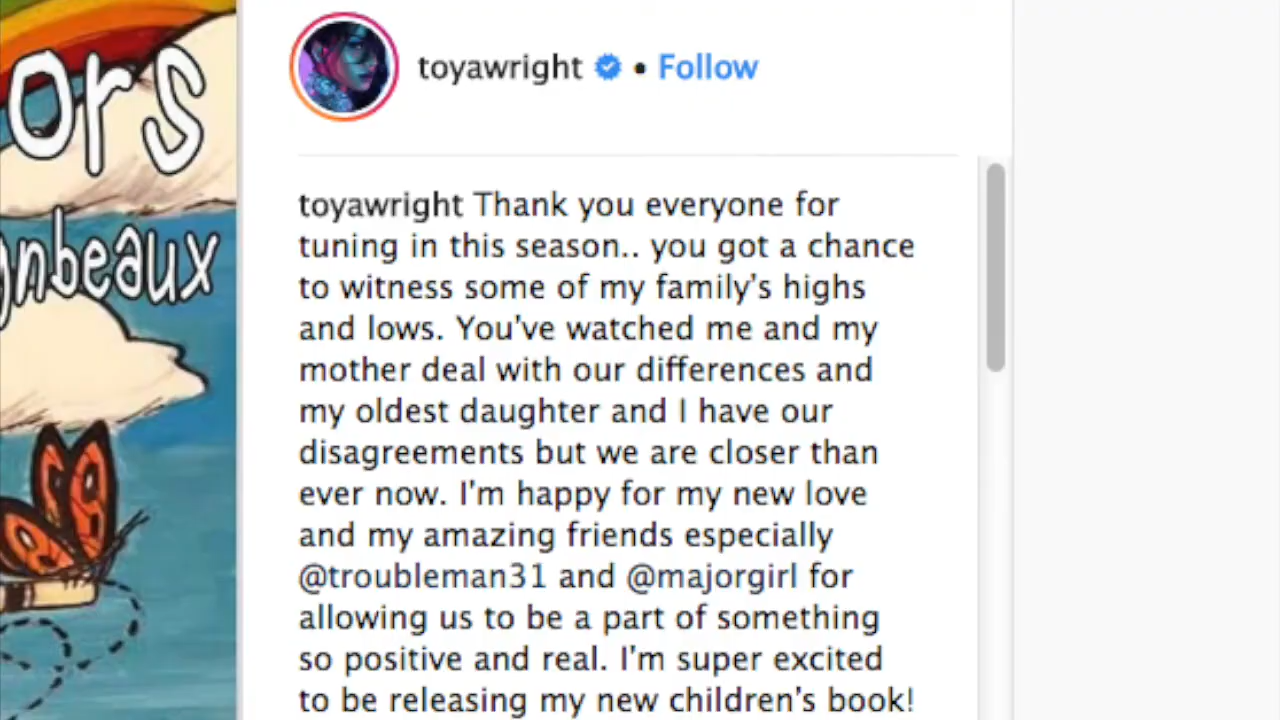 ors
gnbeaux
toyawright • Follow
toyawright Thank you everyone for
tuning in this season.. you got a chance
to witness some of my family's highs
and lows. You've watched me and my
mother deal with our differences and
my oldest daughter and I have our
disagreements but we are closer than
ever now. I'm happy for my new love
and my amazing friends especially
@troubleman31 and @majorgirl for
allowing us to be a part of something
so positive and real. I'm super excited
to be releasing my new children's book!